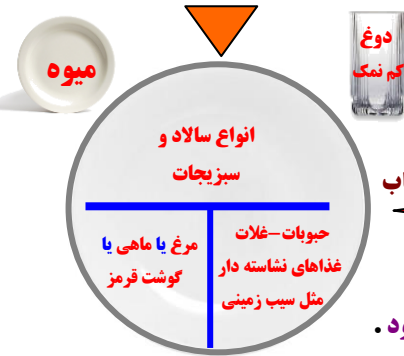 میوه
دوغ
کم نمک
انواع سالاد و
سبزیجات
حبوبات-غلات
غذاهای نشاسته دار
مثل سیب زمینی
مرغ یا ماهی یا
گوشت قرمز